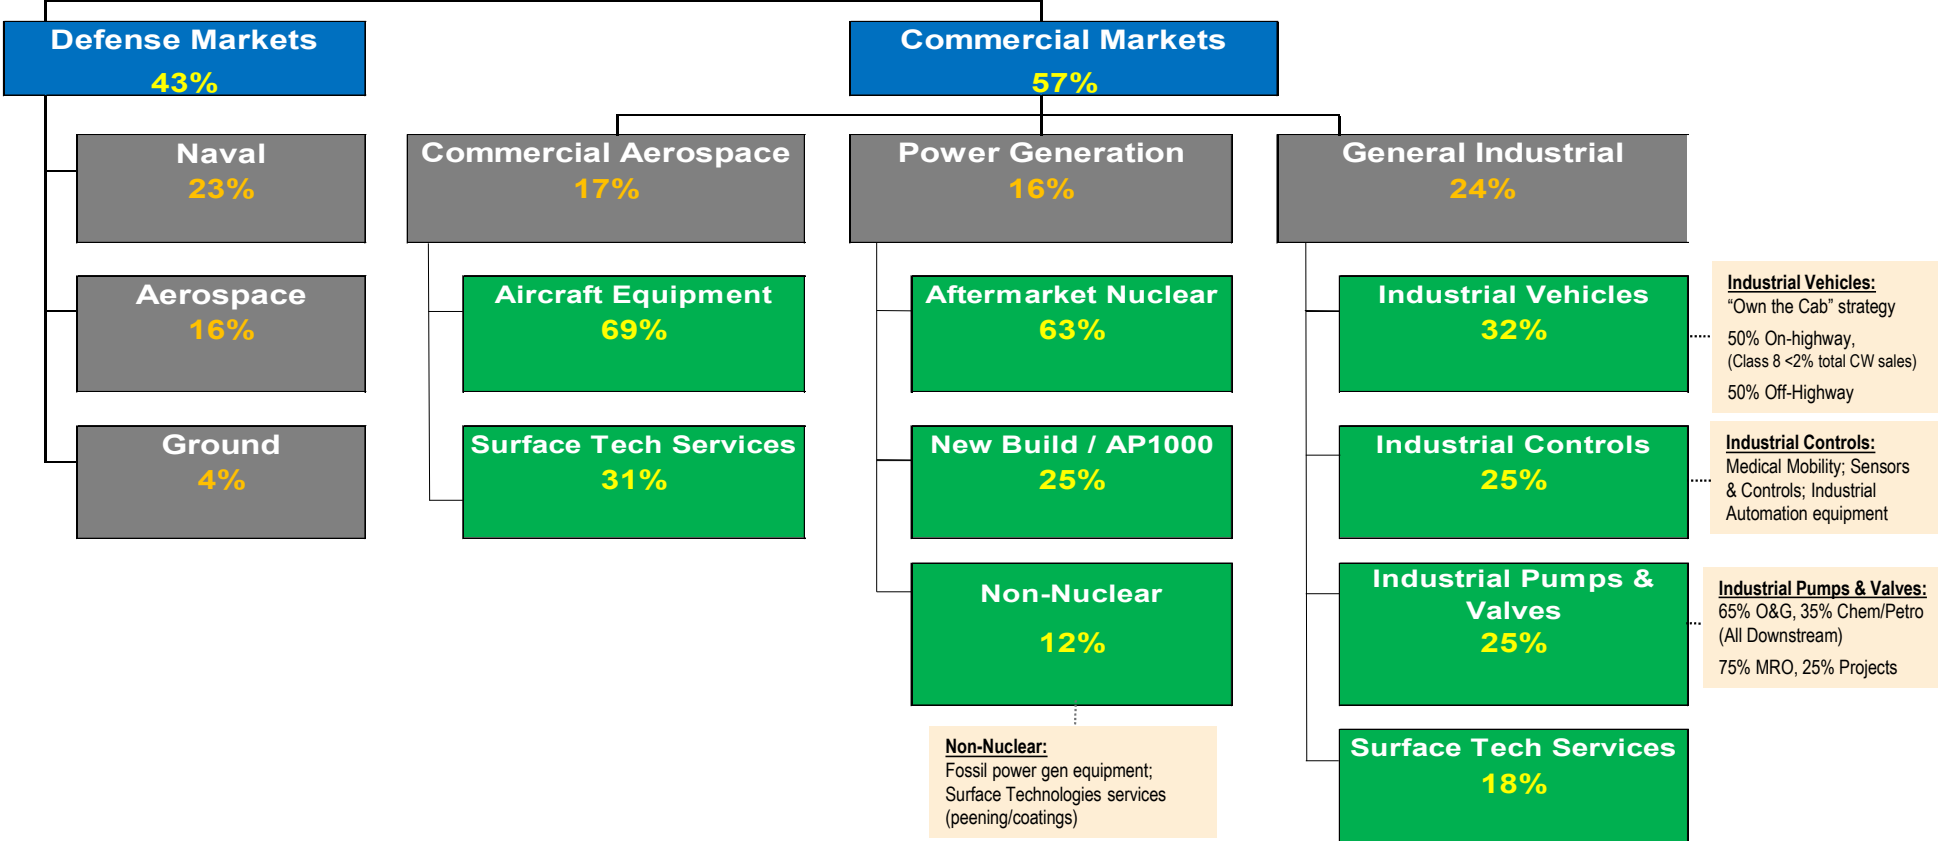 Defense Markets
43%
Commercial Markets
57%
Naval
23%
Aerospace
16%
Ground
4%
Commercial Aerospace
17%
Aircraft Equipment
69%
Surface Tech Services
31%
Power Generation
16%
Aftermarket Nuclear
63%
New Build / AP1000
25%
Non-Nuclear
12%
Non-Nuclear:
Fossil power gen equipment;
Surface Technologies services
(peening/coatings)
General Industrial
24%
Industrial Vehicles
32%
Industrial Vehicles:
“Own the Cab” strategy
50% On-highway,
(Class 8 <2% total CW sales)
50% Off-Highway
Industrial Controls
25%
Industrial Controls:
Medical Mobility; Sensors
& Controls; Industrial
Automation equipment
Industrial Pumps &
Valves
25%
Industrial Pumps & Valves:
65% O&G, 35% Chem/Petro
(All Downstream)
75% MRO, 25% Projects
Surface Tech Services
18%